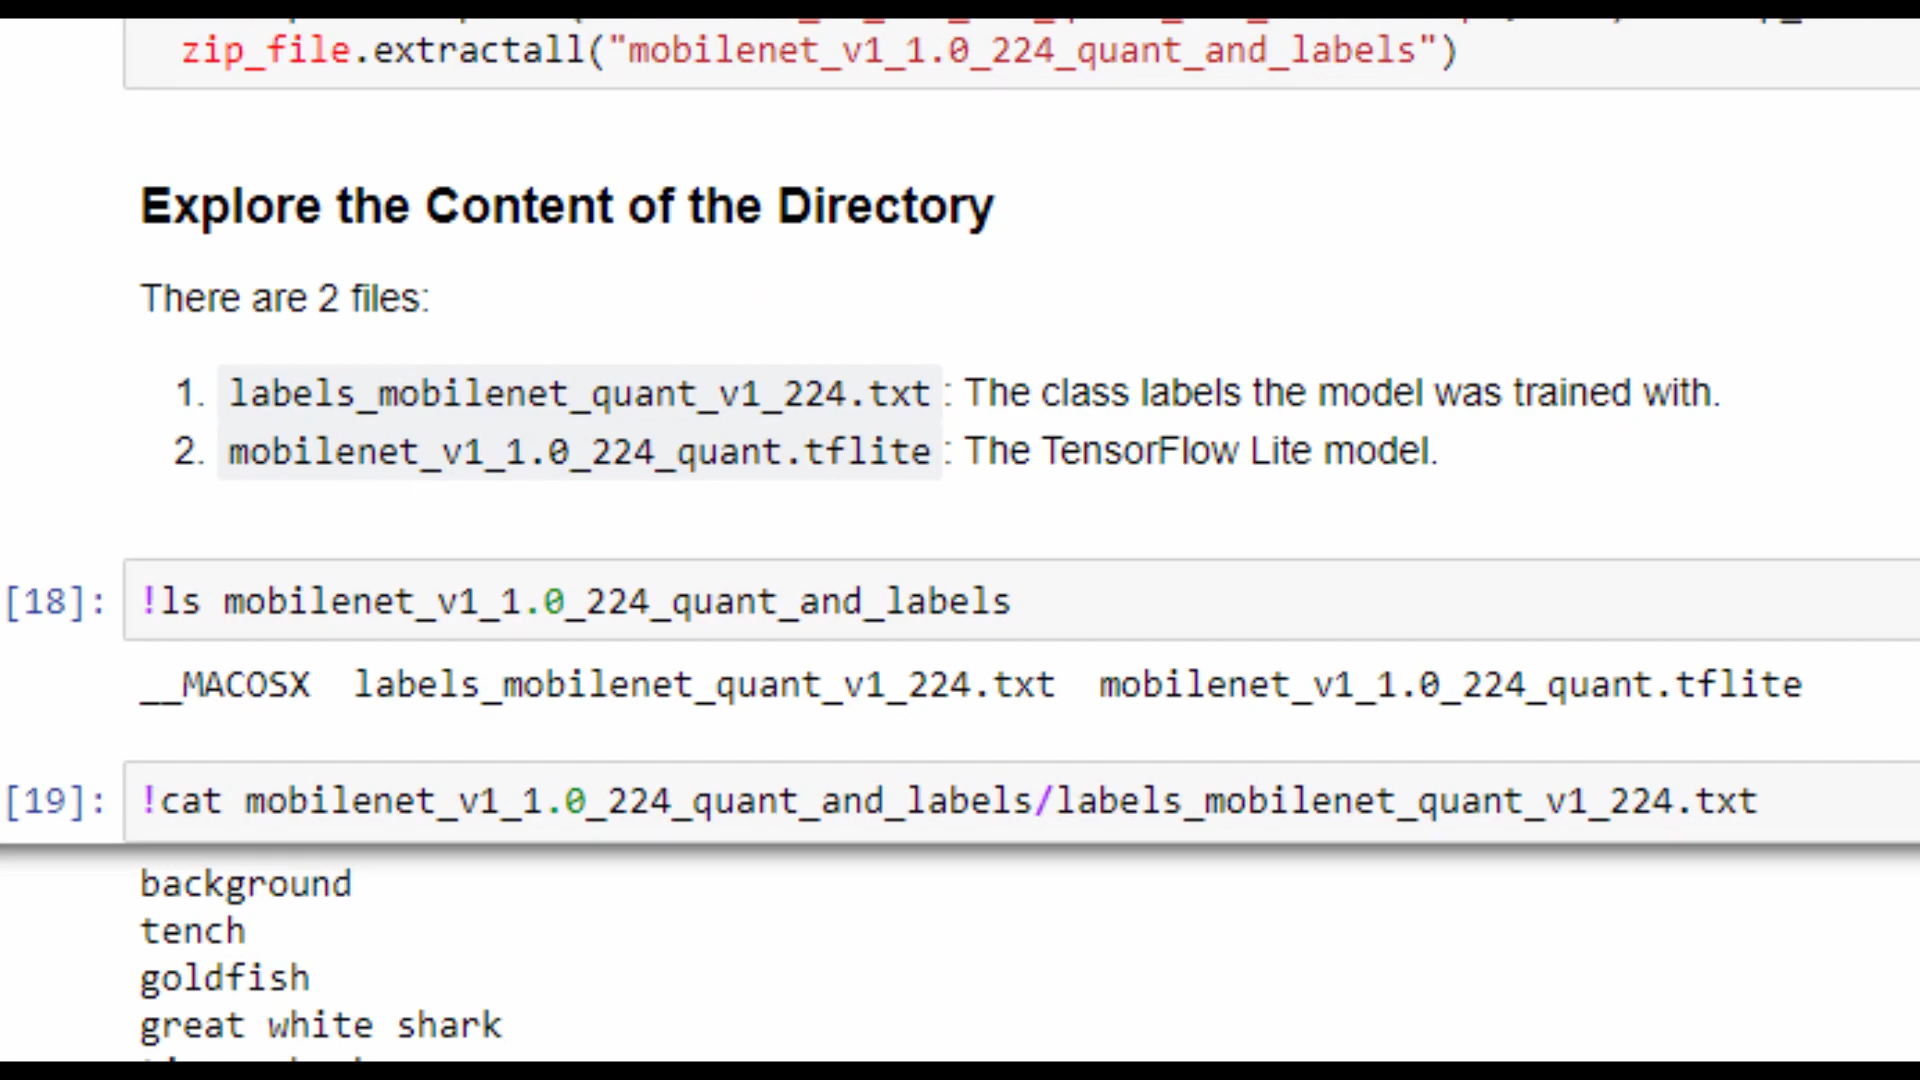 zip_file.extractall("mobilenet_v1_1.0_224_quant_and_labels")
Explore the Content of the Directory
There are 2 files:
1. labels_mobilenet_quant_v1_224.txt : The class labels the model was trained with.
2. mobilenet_v1_1.0_224_quant.tflite : The TensorFlow Lite model.
[18]: !ls mobilenet_v1_1.0_224_quant_and_labels
__MACOSX  labels_mobilenet_quant_v1_224.txt  mobilenet_v1_1.0_224_quant.tflite
[19]: !cat mobilenet_v1_1.0_224_quant_and_labels/labels_mobilenet_quant_v1_224.txt
background
tench
goldfish
great white shark